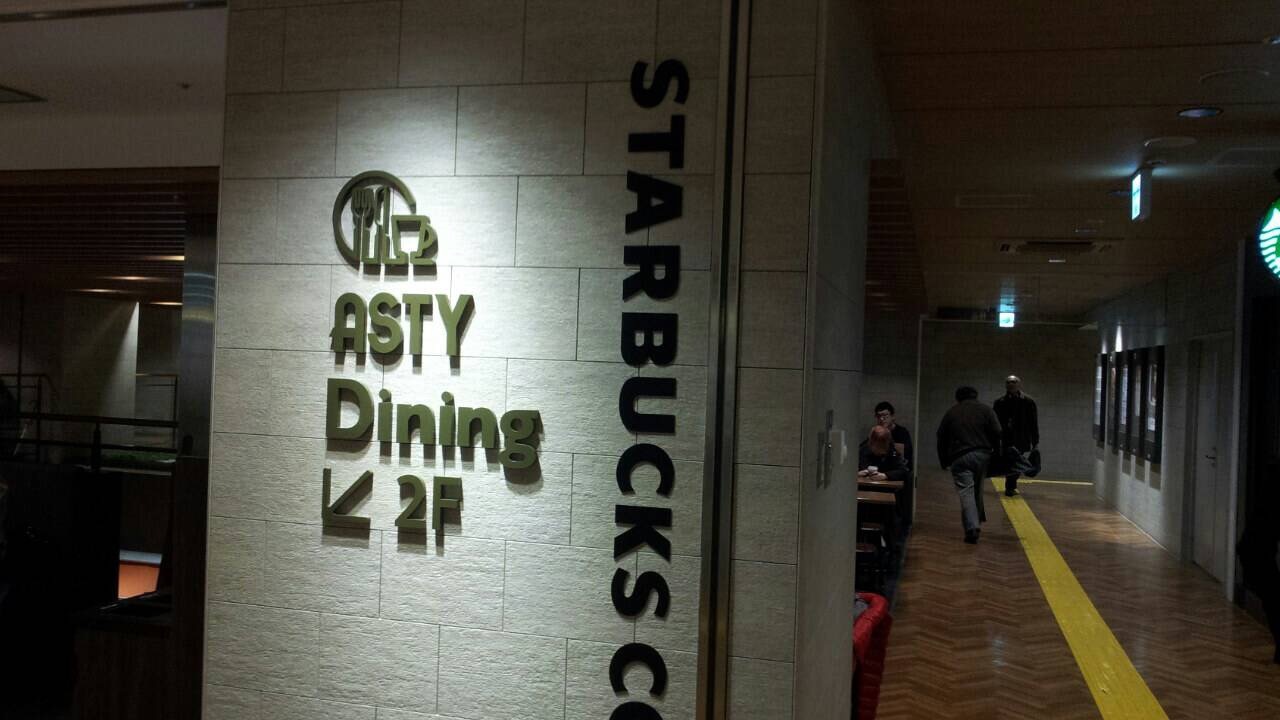 ASTY
Dining
2F
STARBUCKS CO